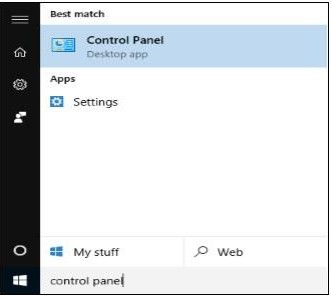 Best match
Control Panel
Desktop app
Apps
Settings
My stuff
Web
control panel